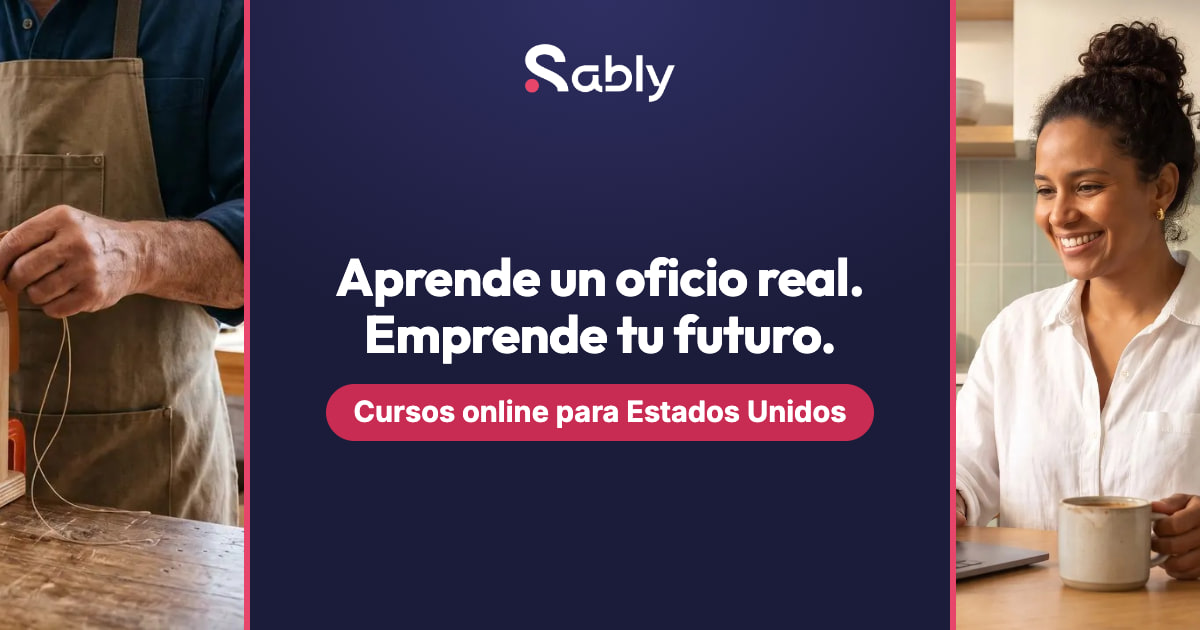 Sably
Aprende un oficio real.
Emprende tu futuro.
Cursos online para Estados Unidos